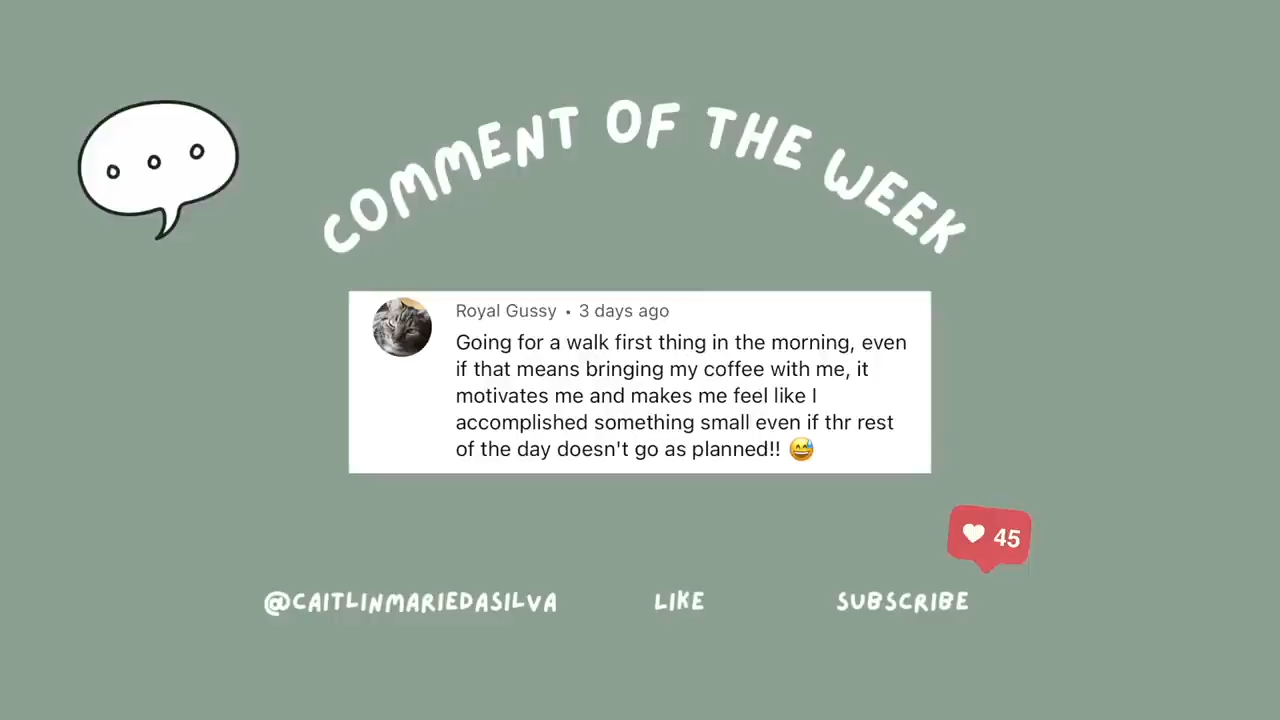 COMMENT OF THE WEEK
Royal Gussy • 3 days ago
Going for a walk first thing in the morning, even
if that means bringing my coffee with me, it
motivates me and makes me feel like I
accomplished something small even if thr rest
of the day doesn't go as planned!! 😅
45
@CAITLINMARIEDASILVA LIKE SUBSCRIBE